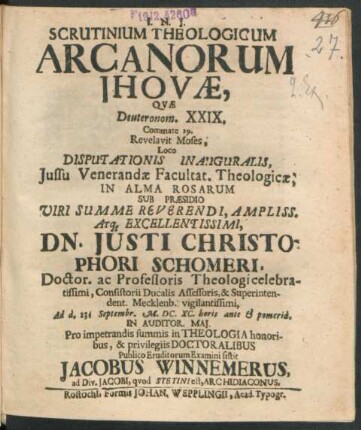 I. N. J.
SCRUTINIUM THEOLOGICUM
ARCANORUM
JHOVÆ,
QVÆ
Deuteronom. XXIX,
Commate 29.
Revelavit Moses,
Loco
DISPUTATIONIS INAUGURALIS,
Jussu Venerandæ Facultat. Theologicæ,
IN ALMA ROSARUM
SUB PRÆSIDIO
VIRI SUMME REVERENDI, AMPLISS.
Atq. EXCELLENTISSIMI,
DN. JUSTI CHRISTO-
PHORI SCHOMERI.
Doctor. ac Professoris Theologi celebra-
tissimi, Consistorii Ducalis Assessoris, & Superinten-
dent. Mecklenb. vigilantissimi,
Ad d. Septembr. M. DC. XC. horis ante & pomerid.
IN AUDITOR. MAJ.
Pro impetrandis summis in THEOLOGIA honori-
bus, & privilegiis DOCTORALIBUS
Publico Eruditorum Examini sistit
JACOBUS WINNEMERUS,
ad Div. JACOBI, qvod STETINI est, ARCHIDIACONUS.
RostochI, Formis JOHAN. WEPPLINGII, Acad. Typogr.
27.